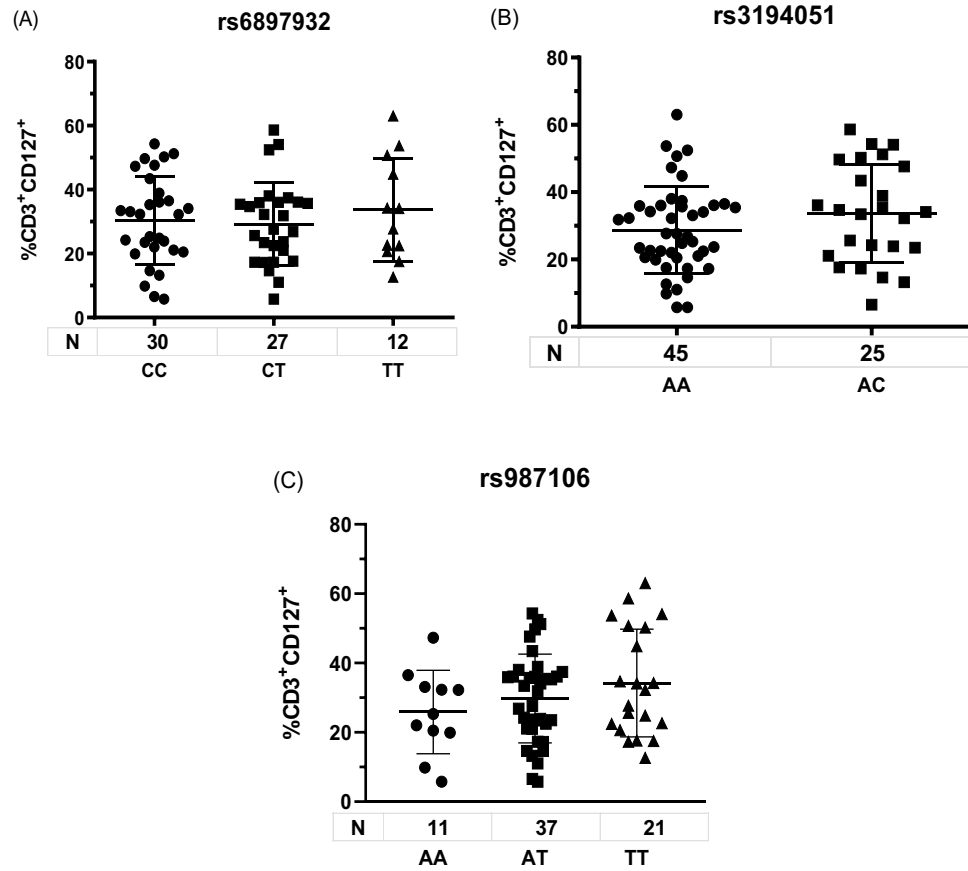 (A)
rs6897932
%CD3+CD127+
80
60
40
20
0
N 30 27 12
CC CT TT
(B)
rs3194051
%CD3+CD127+
80
60
40
20
0
N 45 25
AA AC
(C)
rs987106
%CD3+CD127+
80
60
40
20
0
N 11 37 21
AA AT TT